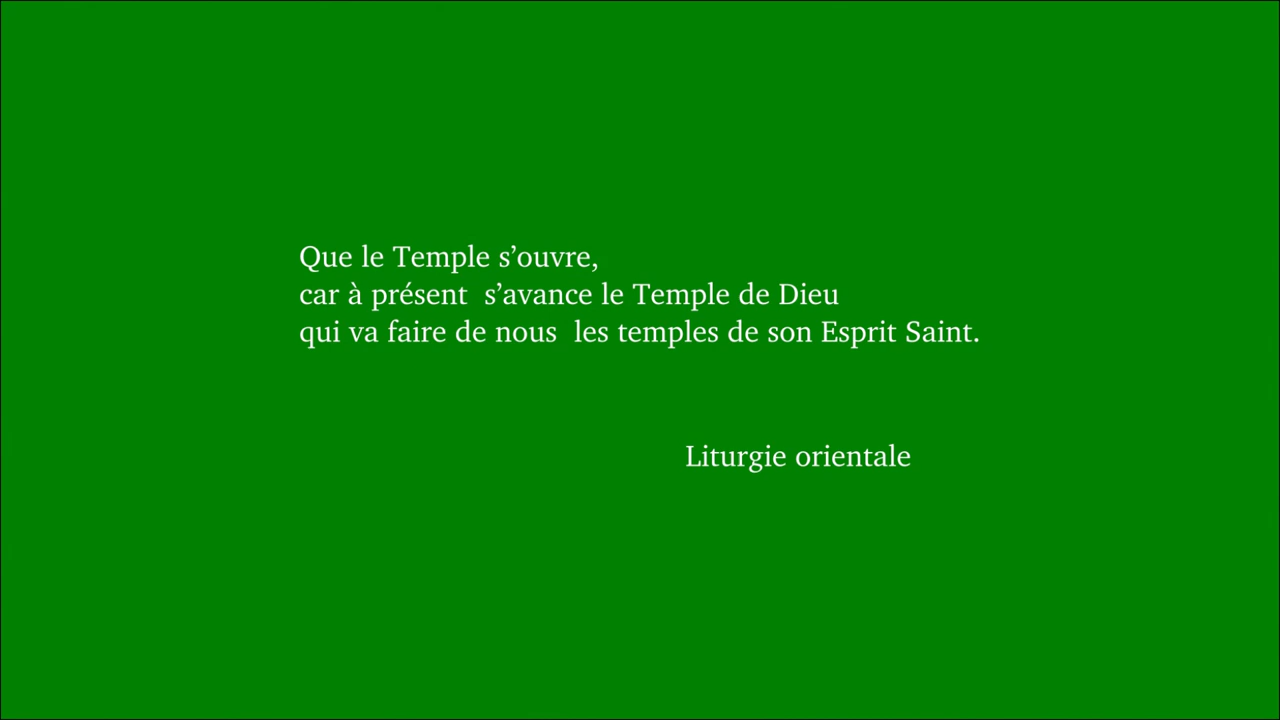 Que le Temple s’ouvre,
car à présent  s’avance le Temple de Dieu
qui va faire de nous  les temples de son Esprit Saint.
Liturgie orientale